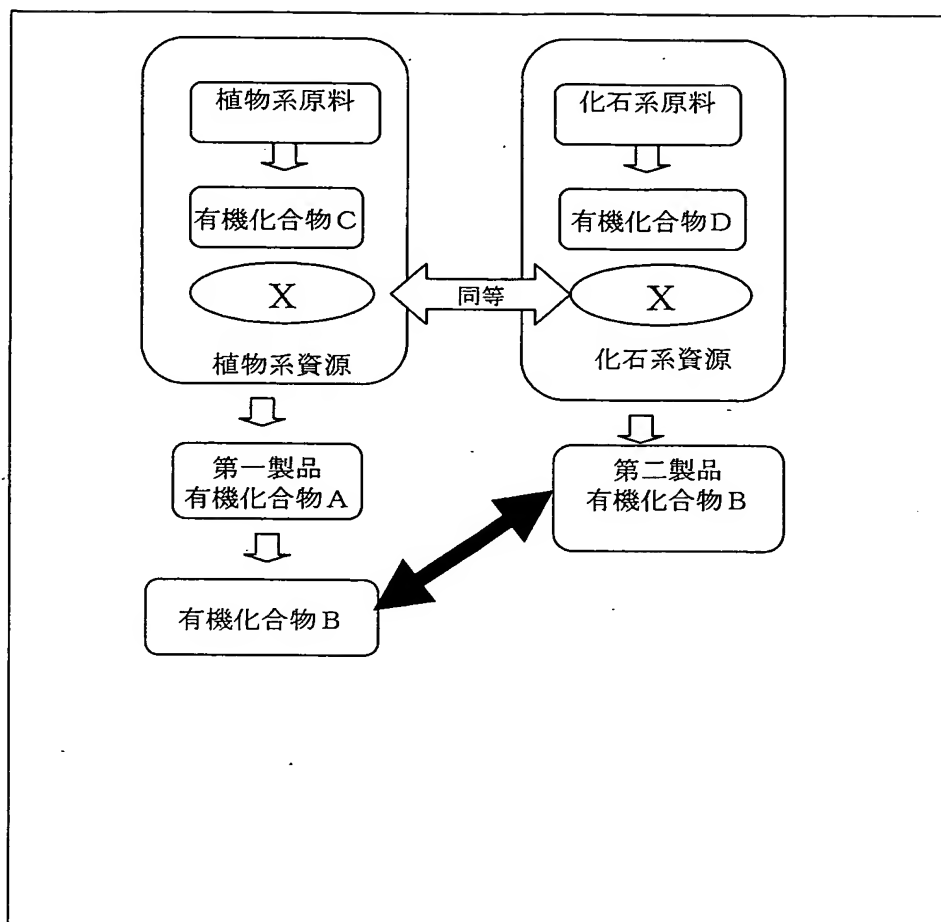 植物系原料
有機化合物C
X
植物系資源
同等
化石系原料
有機化合物D
X
化石系資源
第一製品
有機化合物A
有機化合物B
第二製品
有機化合物B